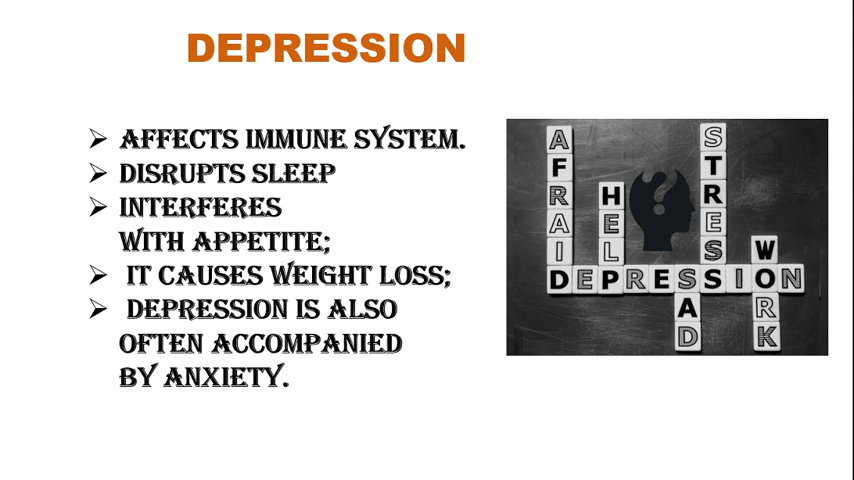 DEPRESSION
➢ AFFECTS IMMUNE SYSTEM.
➢ DISRUPTS SLEEP
➢ INTERFERES
WITH APPETITE;
➢ IT CAUSES WEIGHT LOSS;
➢ DEPRESSION IS ALSO
OFTEN ACCOMPANIED
BY ANXIETY.
AFRAID
HELP
STRESS
WORK
DEPRESSION
SAD